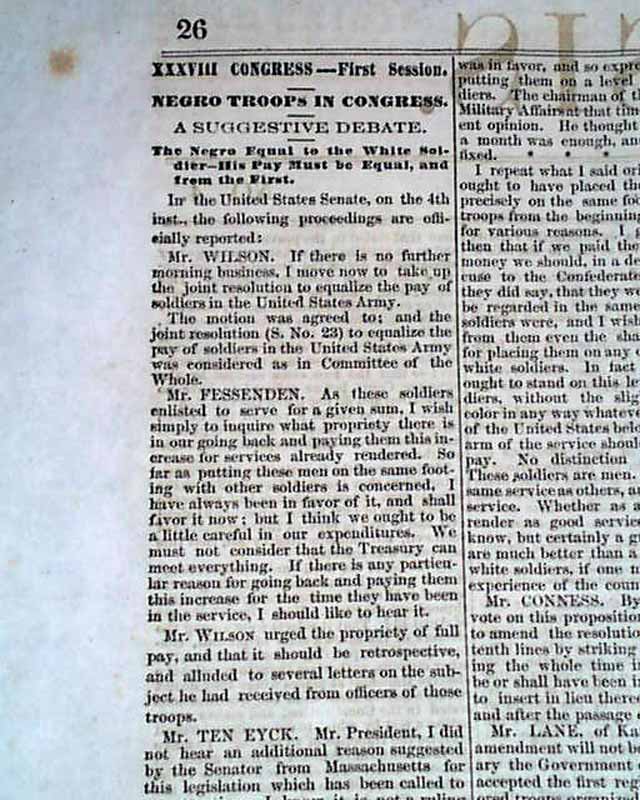 26
XXXVIII CONGRESS—First Session.
NEGRO TROOPS IN CONGRESS.
A SUGGESTIVE DEBATE.
The Negro Equal to the White Sol-
dier—His Pay Must be Equal, and
from the First.
In the United States Senate, on the 4th
inst., the following proceedings are offi-
cially reported:
Mr. WILSON. If there is no further
morning business, I move now to take up
the joint resolution to equalize the pay of
soldiers in the United States Army.
The motion was agreed to; and the
joint resolution (S. No. 23) to equalize the
pay of soldiers in the United States Army
was considered as in Committee of the
Whole.
Mr. FESSENDEN. As these soldiers
enlisted to serve for a given sum, I wish
simply to inquire what propriety there is
in our going back and paying them this in-
crease for services already rendered. So
far as putting these men on the same foot-
ing with other soldiers is concerned, I
have always been in favor of it, and shall
favor it now; but I think we ought to be
a little careful in our expenditures. We
must not consider that the Treasury can
meet everything. If there is any particu-
lar reason for going back and paying them
this increase for the time they have been
in the service, I should like to hear it.
Mr. WILSON urged the propriety of full
pay, and that it should be retrospective,
and alluded to several letters on the sub-
ject he had received from officers of those
troops.
Mr. TEN EYCK. Mr. President, I did
not hear an additional reason suggested
by the Senator from Massachusetts for
this legislation which has been called to
was in favor, and so expre
putting them on a level
diers. The chairman of t
Military Affairs at that tim
ent opinion. He thought
a month was enough, an
fixed. * * *
I repeat what I said ori
ought to have placed th
precisely on the same fo
troops from the beginnin
for various reasons. I
then that if we paid the
money we should, in a de
cuse to the Confederate
they did say, that they we
be regarded in the same
soldiers were, and I wish
from them even the sha
for placing them on any
white soldiers. In fact
ought to stand on this le
diers, without the slig
color in any way whateve
of the United States belo
arm of the service shoul
pay. No distinction
These soldiers are men.
same service as others, a
service. Whether as a
render as good servic
know, but certainly a g
are much better than a
white soldiers, if one m
experience of the coun
Mr. CONNESS. By
vote on this proposition
to amend the resolutio
tenth lines by striking
ing the whole time i
be or shall have been i
to insert in lieu there
and after the passage
Mr. LANE, of Ka
amendment will not b
ary the Government
accepted the first reg